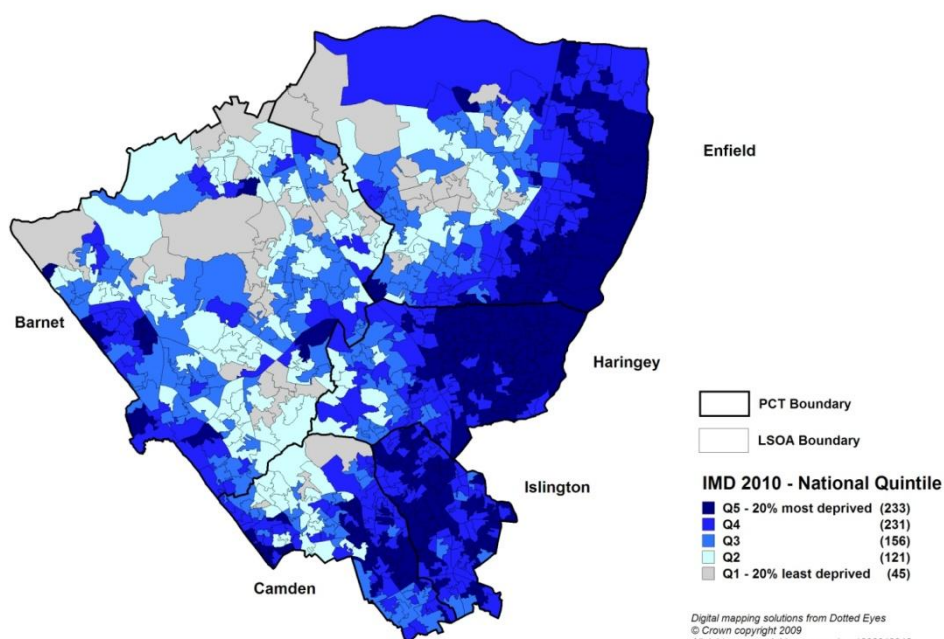 Enfield
Barnet
Haringey
Islington
Camden
PCT Boundary
LSOA Boundary
IMD 2010 - National Quintile
Q5 - 20% most deprived (233)
Q4 (231)
Q3 (156)
Q2 (121)
Q1 - 20% least deprived (45)
Digital mapping solutions from Dotted Eyes
© Crown copyright 2009